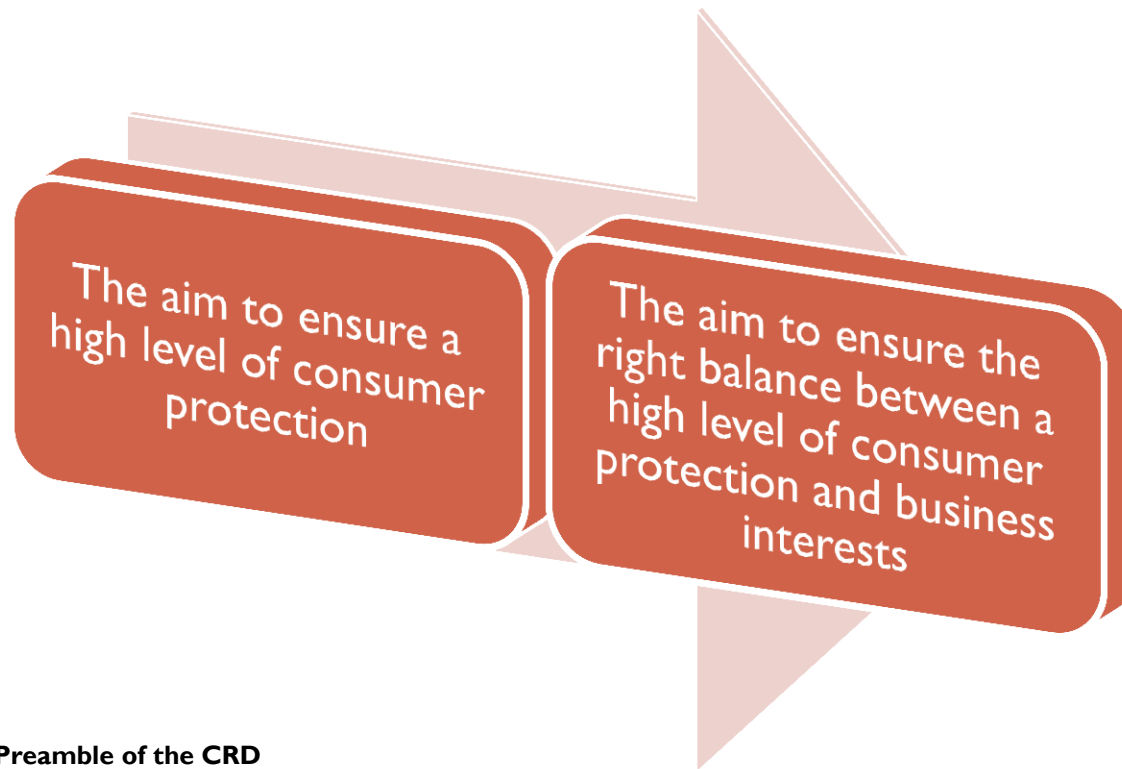 The aim to ensure a
high level of consumer
protection
The aim to ensure the
right balance between a
high level of consumer
protection and business
interests
Preamble of the CRD